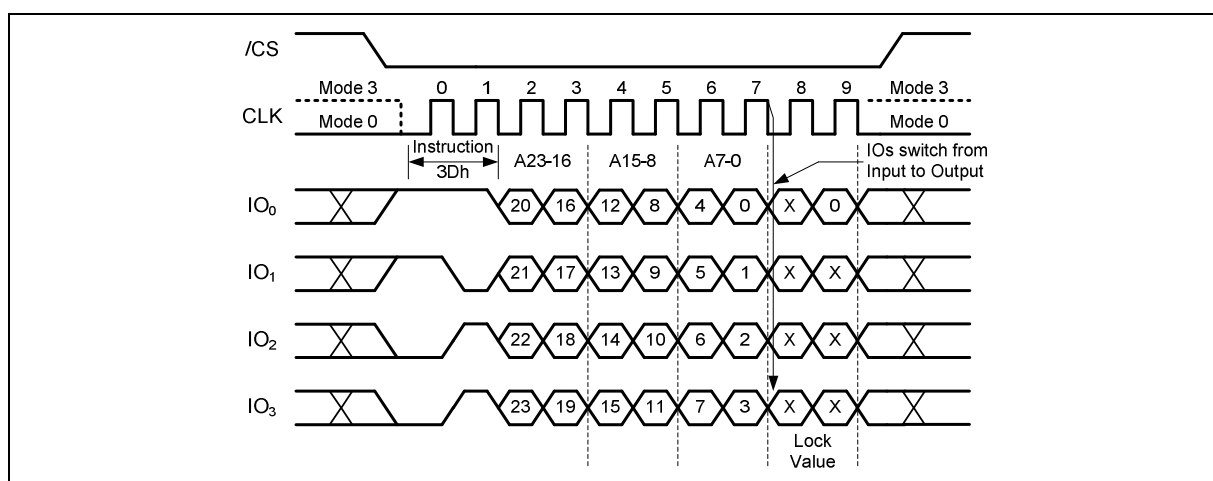 /CS
Mode 3 0 1 2 3 4 5 6 7 8 9 Mode 3
CLK
Mode 0 Mode 0
Instruction
3Dh
A23-16 A15-8 A7-0
IOs switch from
Input to Output
IO0 20 16 12 8 4 0 X 0
IO1 21 17 13 9 5 1 X X
IO2 22 18 14 10 6 2 X X
IO3 23 19 15 11 7 3 X X
Lock
Value